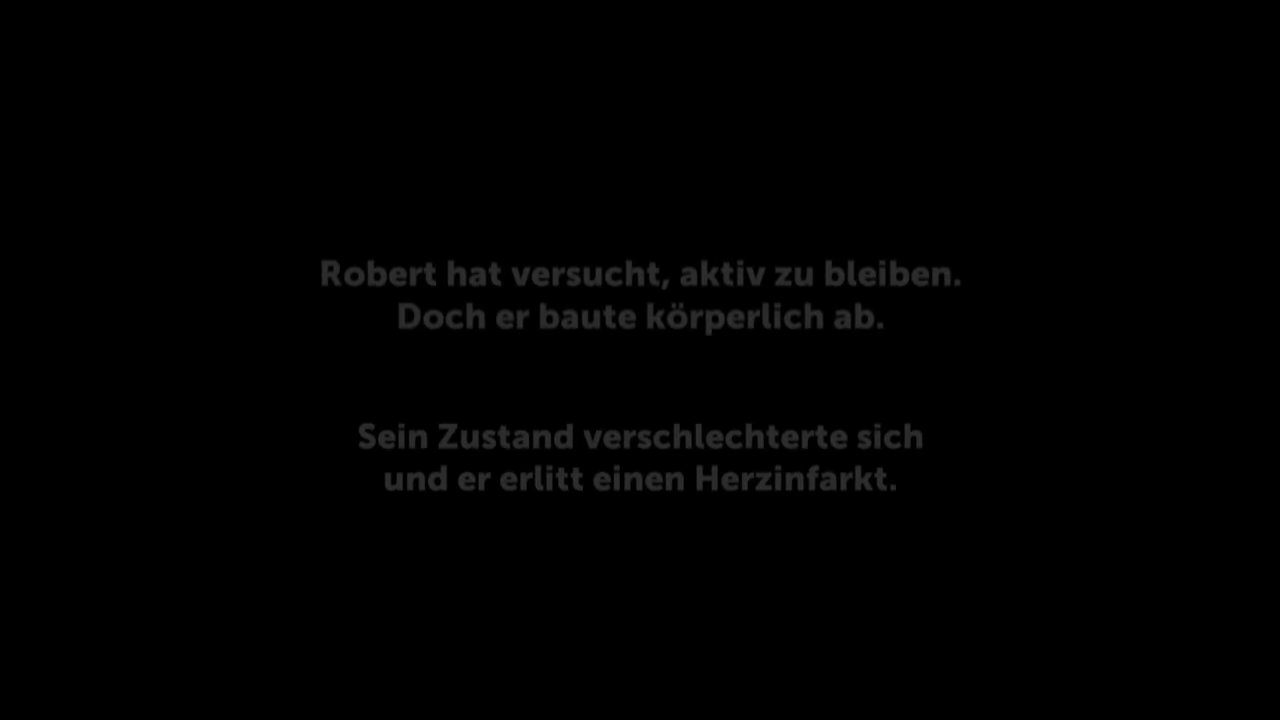 Robert hat versucht, aktiv zu bleiben.
Doch er baute körperlich ab.
Sein Zustand verschlechterte sich
und er erlitt einen Herzinfarkt.